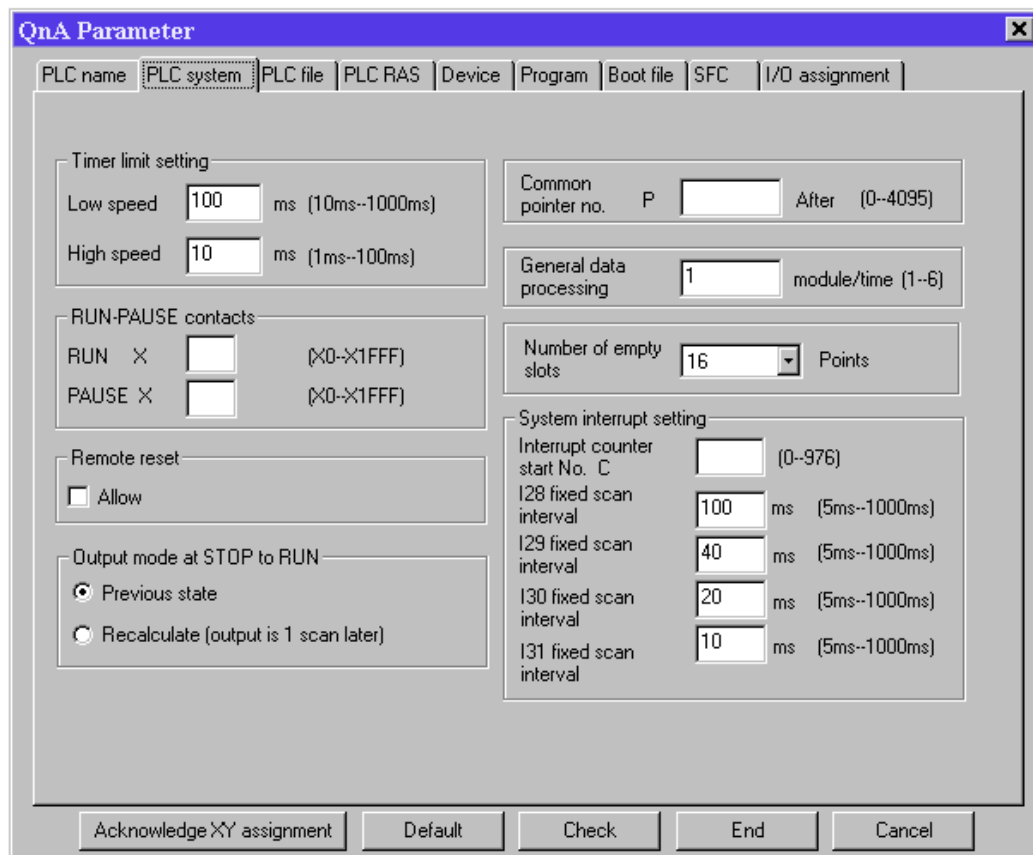 QnA Parameter
PLC name PLC system PLC file PLC RAS Device Program Boot file SFC I/O assignment
Timer limit setting
Low speed 100 ms (10ms--1000ms)
High speed 10 ms (1ms--100ms)
RUN-PAUSE contacts
RUN X (X0--X1FFF)
PAUSE X (X0--X1FFF)
Remote reset
Allow
Output mode at STOP to RUN
Previous state
Recalculate (output is 1 scan later)
Common
pointer no. P After (0--4095)
General data
processing 1 module/time (1--6)
Number of empty
slots 16 Points
System interrupt setting
Interrupt counter
start No. C (0--976)
I28 fixed scan
interval 100 ms (5ms--1000ms)
I29 fixed scan
interval 40 ms (5ms--1000ms)
I30 fixed scan
interval 20 ms (5ms--1000ms)
I31 fixed scan
interval 10 ms (5ms--1000ms)
Acknowledge XY assignment Default Check End Cancel